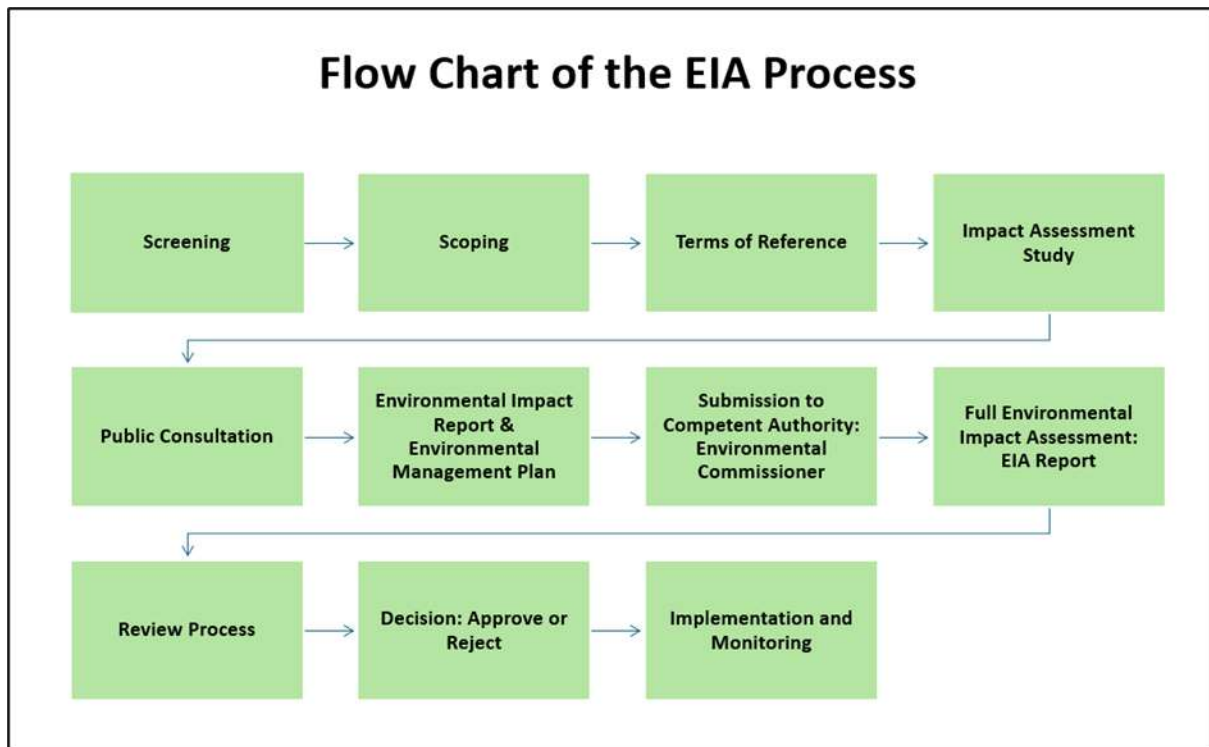 Flow Chart of the EIA Process
Screening
Scoping
Terms of Reference
Impact Assessment
Study
Public Consultation
Environmental Impact
Report &
Environmental
Management Plan
Submission to
Competent Authority:
Environmental
Commissioner
Full Environmental
Impact Assessment:
EIA Report
Review Process
Decision: Approve or
Reject
Implementation and
Monitoring